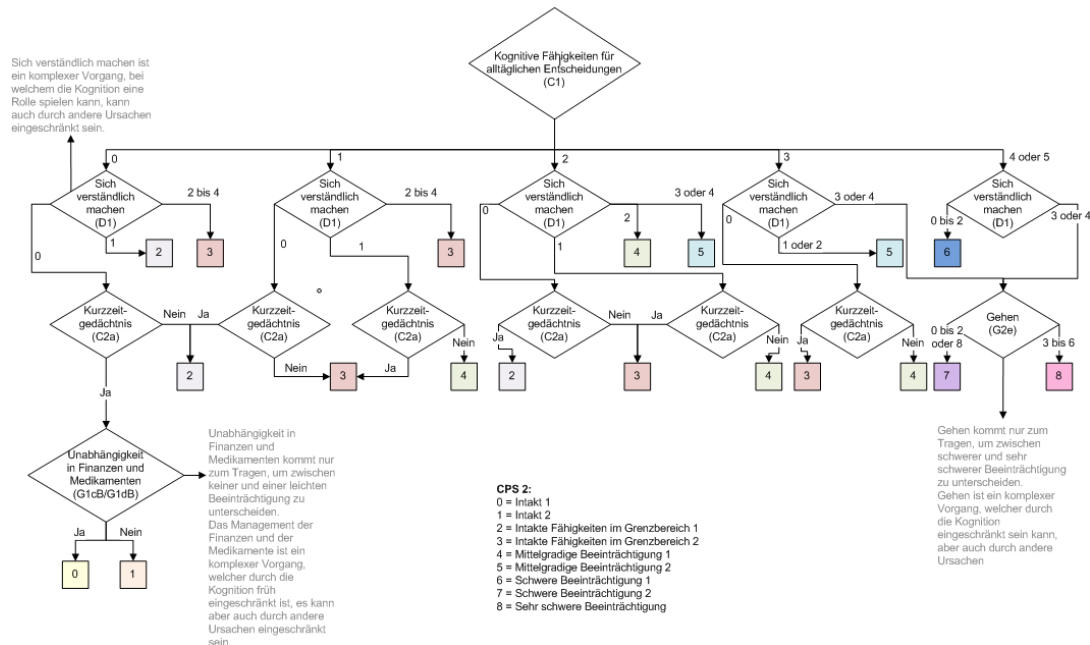 Kognitive Fähigkeiten für
alltäglichen Entscheidungen
(C1)
Sich verständlich machen ist
ein komplexer Vorgang, bei
welchem die Kognition eine
Rolle spielen kann, kann
auch durch andere Ursachen
eingeschränkt sein.
0
1
2
3
4 oder 5
Sich
verständlich
machen
(D1)
2 bis 4
Sich
verständlich
machen
(D1)
2 bis 4
Sich
verständlich
machen
(D1)
3 oder 4
Sich
verständlich
machen
(D1)
3 oder 4
Sich
verständlich
machen
(D1)
0 bis 2
3 oder 4
0
1
2
3
0
1
3
0
2
1
4
5
0
1 oder 2
5
6
Kurzzeit-
gedächtnis
(C2a)
Nein
Ja
2
Kurzzeit-
gedächtnis
(C2a)
Nein
3
Ja
Kurzzeit-
gedächtnis
(C2a)
Nein
4
Kurzzeit-
gedächtnis
(C2a)
Ja
2
Nein
Ja
3
Kurzzeit-
gedächtnis
(C2a)
Nein
4
Kurzzeit-
gedächtnis
(C2a)
Ja
3
Nein
4
Gehen
(G2e)
0 bis 2
oder 8
3 bis 6
7
8
Ja
Unabhängigkeit
in Finanzen und
Medikamenten
(G1cB/G1dB)
Ja
Nein
0
1
Unabhängigkeit in
Finanzen und
Medikamenten kommt nur
zum Tragen, um zwischen
keiner und einer leichten
Beeinträchtigung zu
unterscheiden.
Das Management der
Finanzen und der
Medikamente ist ein
komplexer Vorgang,
welcher durch die
Kognition früh
eingeschränkt ist, es kann
aber auch durch andere
Ursachen eingeschränkt
sein
CPS 2:
0 = Intakt 1
1 = Intakt 2
2 = Intakte Fähigkeiten im Grenzbereich 1
3 = Intakte Fähigkeiten im Grenzbereich 2
4 = Mittelgradige Beeinträchtigung 1
5 = Mittelgradige Beeinträchtigung 2
6 = Schwere Beeinträchtigung 1
7 = Schwere Beeinträchtigung 2
8 = Sehr schwere Beeinträchtigung
Gehen kommt nur zum
Tragen, um zwischen
schwerer und sehr
schwerer Beeinträchtigung
zu unterscheiden.
Gehen ist ein komplexer
Vorgang, welcher durch
die Kognition
eingeschränkt sein kann,
aber auch durch andere
Ursachen